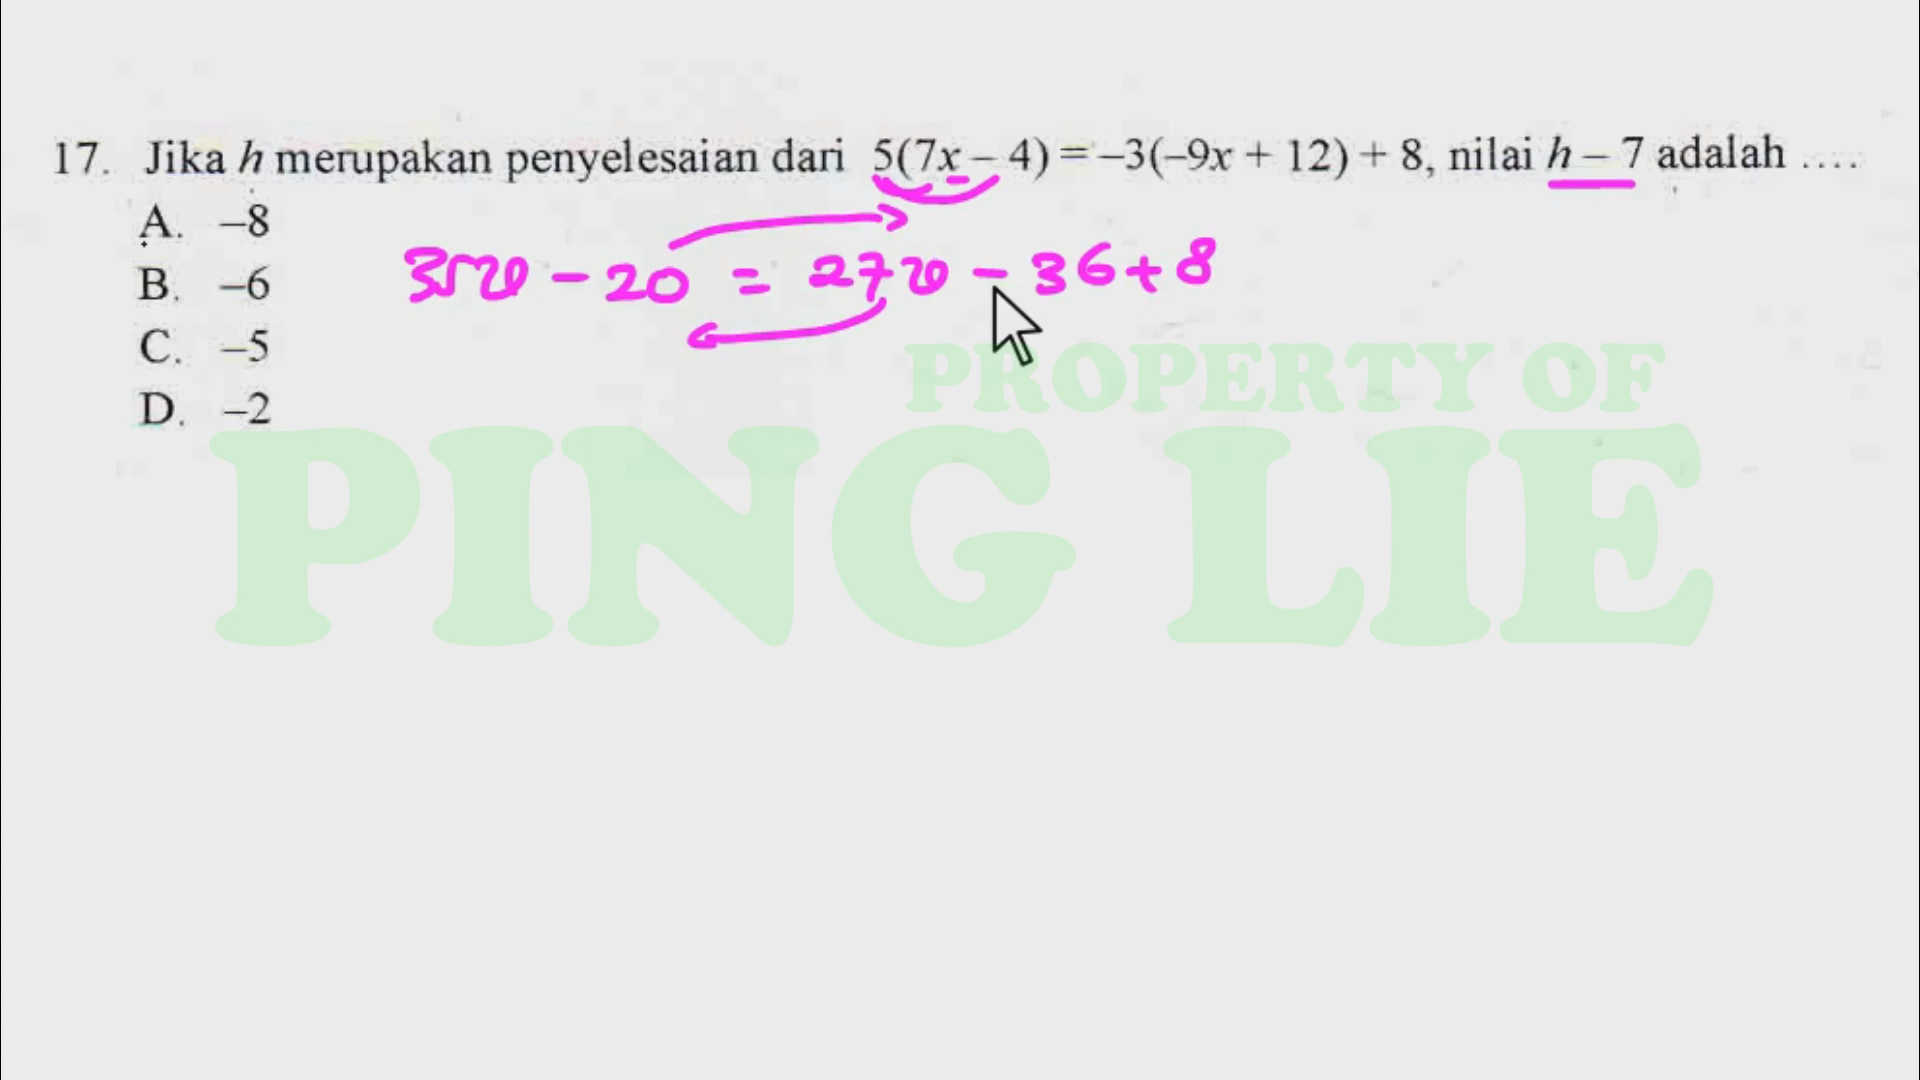 17. Jika h merupakan penyelesaian dari 5(7x – 4) = –3(–9x + 12) + 8, nilai h – 7 adalah ....
A. –8
B. –6
C. –5
D. –2
35x - 20 = 27x - 36 + 8
PROPERTY OF
PING LIE